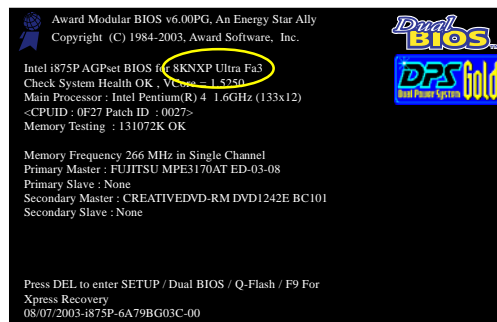 Award Modular BIOS v6.00PG, An Energy Star Ally
Copyright (C) 1984-2003, Award Software, Inc.
Dual
BIOS
TM
DPS Gold
Dual Power System
Intel i875P AGPset BIOS for 8KNXP Ultra Fa3
Check System Health OK , VCore = 1.5250
Main Processor : Intel Pentium(R) 4 1.6GHz (133x12)
<CPUID : 0F27 Patch ID : 0027>
Memory Testing : 131072K OK
Memory Frequency 266 MHz in Single Channel
Primary Master : FUJITSU MPE3170AT ED-03-08
Primary Slave : None
Secondary Master : CREATIVEDVD-RM DVD1242E BC101
Secondary Slave : None
Press DEL to enter SETUP / Dual BIOS / Q-Flash / F9 For
Xpress Recovery
08/07/2003-i875P-6A79BG03C-00